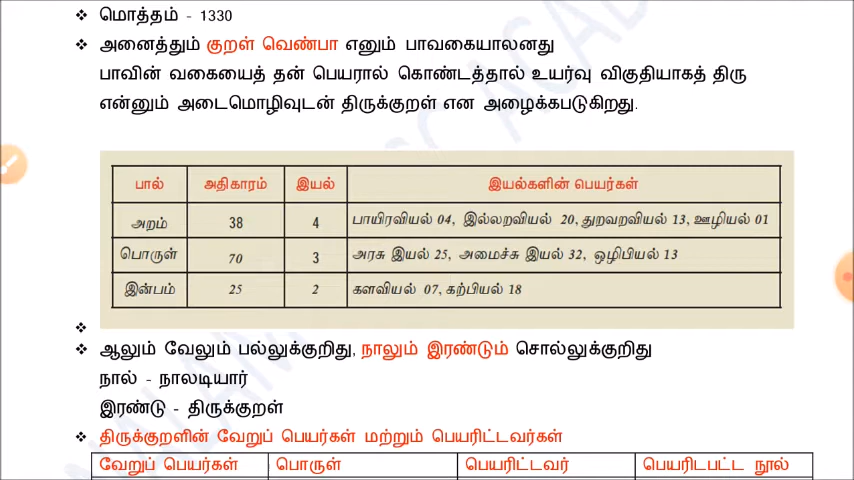 ❖ மொத்தம் - 1330
❖ அனைத்தும் குறள் வெண்பா எனும் பாவகையாலனது
பாவின் வகையைத் தன் பெயரால் கொண்டத்தால் உயர்வு விகுதியாகத் திரு
என்னும் அடைமொழிவுடன் திருக்குறள் என அழைக்கபடுகிறது.
பால் அதிகாரம் இயல் இயல்களின் பெயர்கள்
அறம் 38 4 பாயிரவியல் 04, இல்லறவியல் 20, துறவறவியல் 13, ஊழியல் 01
பொருள் 70 3 அரசு இயல் 25, அமைச்சு இயல் 32, ஒழிபியல் 13
இன்பம் 25 2 களவியல் 07, கற்பியல் 18
❖
❖ ஆலும் வேலும் பல்லுக்குறிது, நாலும் இரண்டும் சொல்லுக்குறிது
நால் - நாலடியார்
இரண்டு - திருக்குறள்
❖ திருக்குறளின் வேறுப் பெயர்கள் மற்றும் பெயரிட்டவர்கள்
வேறுப் பெயர்கள் பொருள் பெயரிட்டவர் பெயரிடபட்ட நூல்